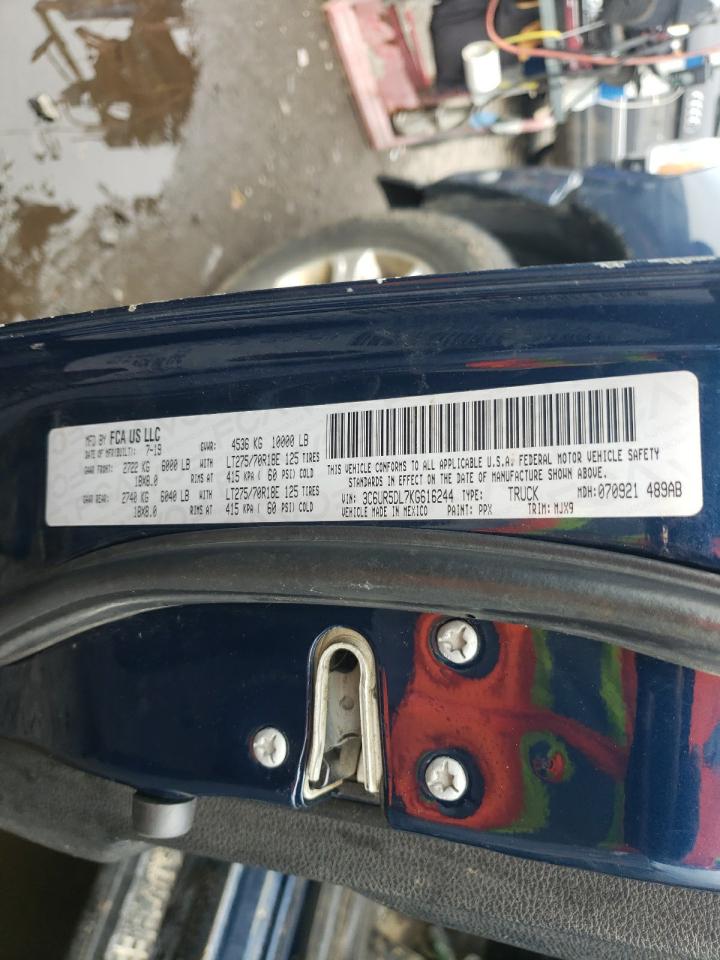 MFD BY FCA US LLC
DATE OF MFR(BUILT): 7-19 GVWR: 4536 KG 10000 LB
GAWR FRONT: 2722 KG 6000 LB WITH LT275/70R18E 125 TIRES
18X8.0 RIMS AT 415 KPA ( 60 PSI) COLD
GAWR REAR: 2740 KG 6040 LB WITH LT275/70R18E 125 TIRES
18X8.0 RIMS AT 415 KPA ( 60 PSI) COLD
THIS VEHICLE CONFORMS TO ALL APPLICABLE U.S.A. FEDERAL MOTOR VEHICLE SAFETY
STANDARDS IN EFFECT ON THE DATE OF MANUFACTURE SHOWN ABOVE.
VIN: 3C6UR5DL7KG616244 TYPE: TRUCK MDH: 070921 489AB
VEHICLE MADE IN MEXICO PAINT: PPX TRIM: MJX9